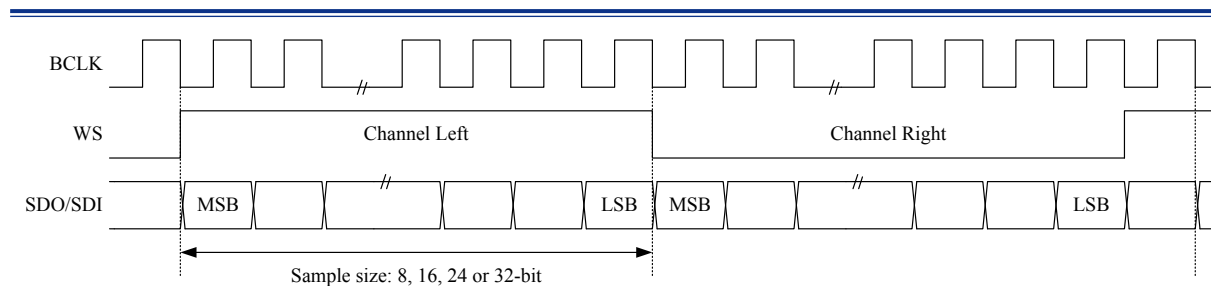 BCLK
WS
Channel Left
Channel Right
SDO/SDI
MSB
LSB
MSB
LSB
Sample size: 8, 16, 24 or 32-bit